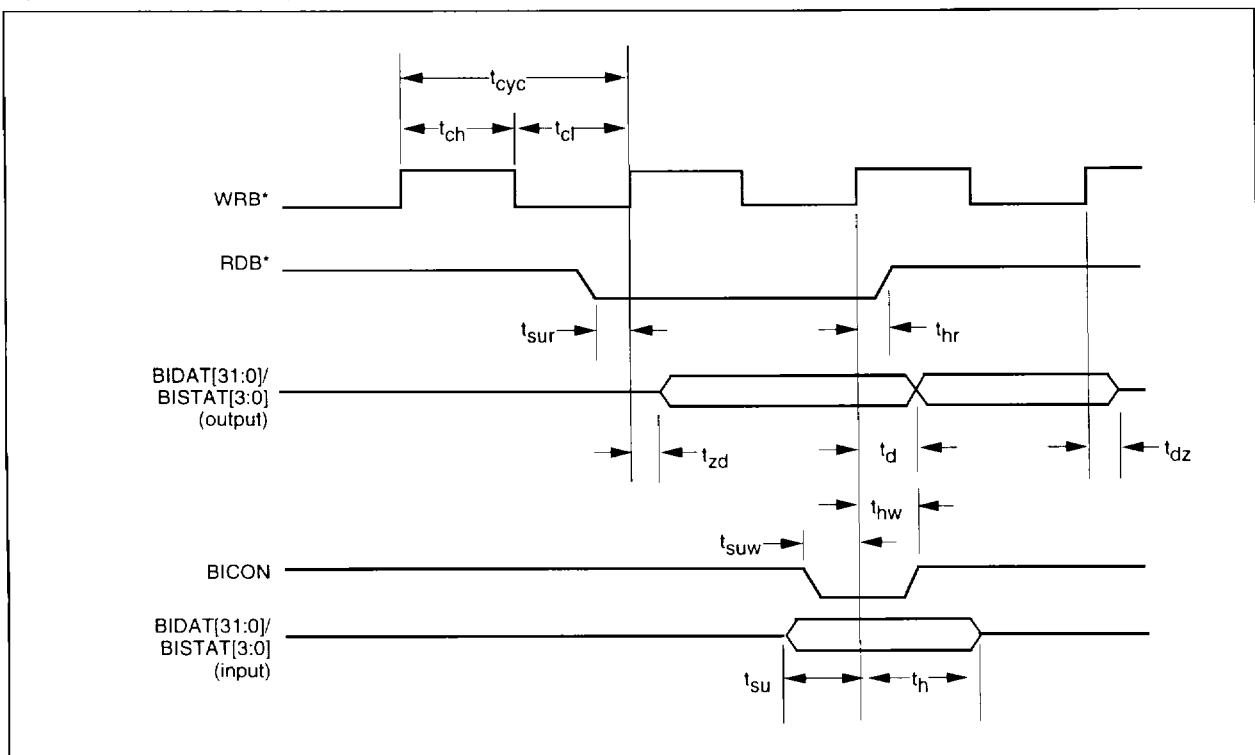 tcyc
tch
tcl
WRB*
RDB*
tsur
thr
BIDAT[31:0]/
BISTAT[3:0]
(output)
tzd
td
tdz
thw
tsuw
BICON
BIDAT[31:0]/
BISTAT[3:0]
(input)
tsu
th